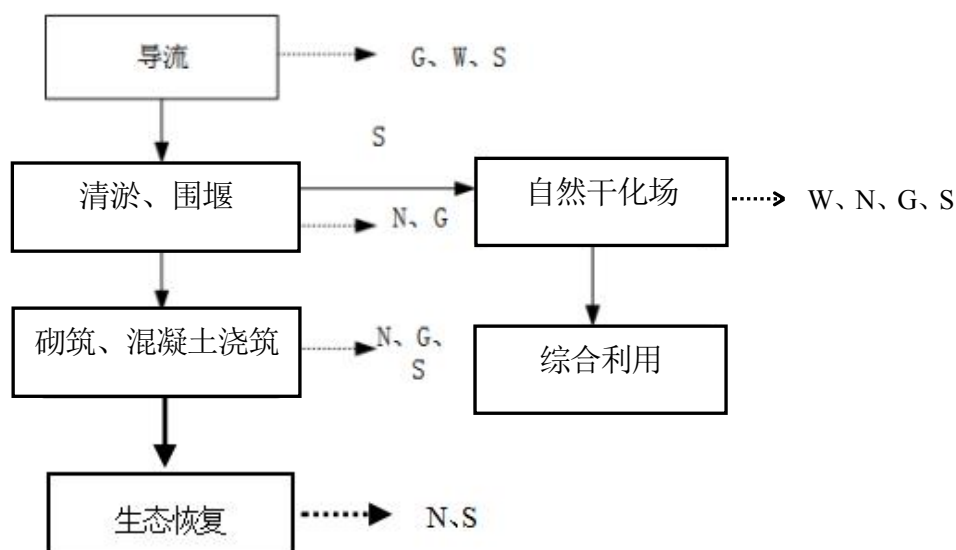 导流
G、W、S
S
清淤、围堰
自然干化场
W、N、G、S
N、G
砌筑、混凝土浇筑
N、G、
S
综合利用
生态恢复
N、S